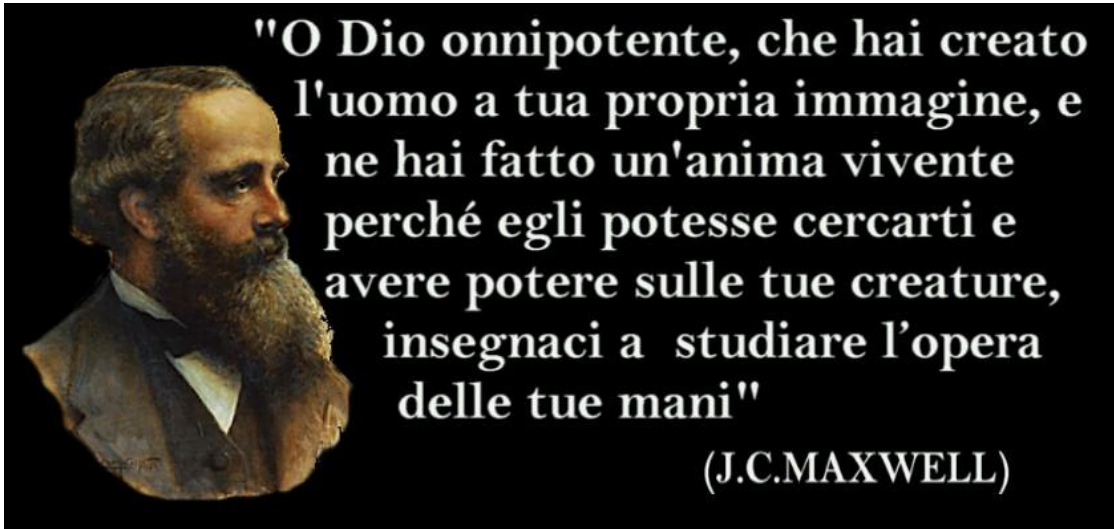 "O Dio onnipotente, che hai creato
l'uomo a tua propria immagine, e
ne hai fatto un'anima vivente
perché egli potesse cercarti e
avere potere sulle tue creature,
insegnaci a  studiare l’opera
delle tue mani"
(J.C.MAXWELL)